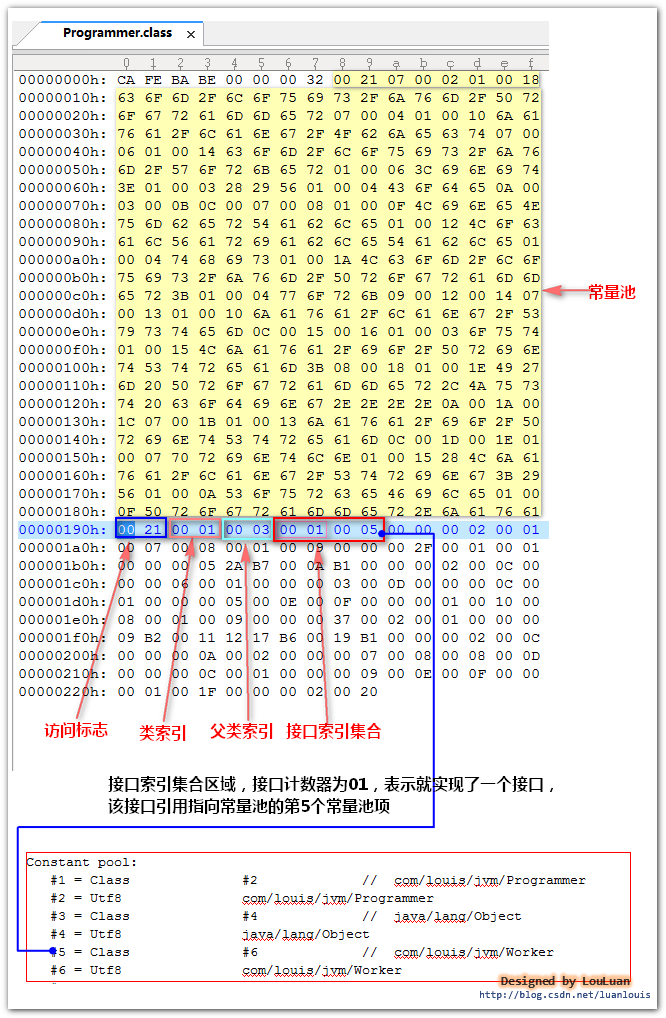 Programmer.class ×
0 1 2 3 4 5 6 7 8 9 a b c d e f
00000000h: CA FE BA BE 00 00 00 32 00 21 07 00 02 01 00 18
00000010h: 63 6F 6D 2F 6C 6F 75 69 73 2F 6A 76 6D 2F 50 72
00000020h: 6F 67 72 61 6D 6D 65 72 07 00 04 01 00 10 6A 61
00000030h: 76 61 2F 6C 61 6E 67 2F 4F 62 6A 65 63 74 07 00
00000040h: 06 01 00 14 63 6F 6D 2F 6C 6F 75 69 73 2F 6A 76
00000050h: 6D 2F 57 6F 72 6B 65 72 01 00 06 3C 69 6E 69 74
00000060h: 3E 01 00 03 28 29 56 01 00 04 43 6F 64 65 0A 00
00000070h: 03 00 0B 0C 00 07 00 08 01 00 0F 4C 69 6E 65 4E
00000080h: 75 6D 62 65 72 54 61 62 6C 65 01 00 12 4C 6F 63
00000090h: 61 6C 56 61 72 69 61 62 6C 65 54 61 62 6C 65 01
000000a0h: 00 04 74 68 69 73 01 00 1A 4C 63 6F 6D 2F 6C 6F
000000b0h: 75 69 73 2F 6A 76 6D 2F 50 72 6F 67 72 61 6D 6D
000000c0h: 65 72 3B 01 00 04 77 6F 72 6B 09 00 12 00 14 07
000000d0h: 00 13 01 00 10 6A 61 76 61 2F 6C 61 6E 67 2F 53
000000e0h: 79 73 74 65 6D 0C 00 15 00 16 01 00 03 6F 75 74
000000f0h: 01 00 15 4C 6A 61 76 61 2F 69 6F 2F 50 72 69 6E
00000100h: 74 53 74 72 65 61 6D 3B 08 00 18 01 00 1E 49 27
00000110h: 6D 20 50 72 6F 67 72 61 6D 6D 65 72 2C 4A 75 73
00000120h: 74 20 63 6F 64 69 6E 67 2E 2E 2E 2E 0A 00 1A 00
00000130h: 1C 07 00 1B 01 00 13 6A 61 76 61 2F 69 6F 2F 50
00000140h: 72 69 6E 74 53 74 72 65 61 6D 0C 00 1D 00 1E 01
00000150h: 00 07 70 72 69 6E 74 6C 6E 01 00 15 28 4C 6A 61
00000160h: 76 61 2F 6C 61 6E 67 2F 53 74 72 69 6E 67 3B 29
00000170h: 56 01 00 0A 53 6F 75 72 63 65 46 69 6C 65 01 00
00000180h: 0F 50 72 6F 67 72 61 6D 6D 65 72 2E 6A 61 76 61
00000190h: 00 21 00 01 00 03 00 01 00 05 00 00 00 02 00 01
000001a0h: 00 07 00 08 00 01 00 09 00 00 00 2F 00 01 00 01
000001b0h: 00 00 00 05 2A B7 00 0A B1 00 00 00 02 00 0C 00
000001c0h: 00 00 06 00 01 00 00 00 03 00 0D 00 00 00 0C 00
000001d0h: 01 00 00 00 05 00 0E 00 0F 00 00 00 01 00 10 00
000001e0h: 08 00 01 00 09 00 00 00 37 00 02 00 01 00 00 00
000001f0h: 09 B2 00 11 12 17 B6 00 19 B1 00 00 00 02 00 0C
00000200h: 00 00 00 0A 00 02 00 00 00 07 00 08 00 08 00 0D
00000210h: 00 00 00 0C 00 01 00 00 00 09 00 0E 00 0F 00 00
00000220h: 00 01 00 1F 00 00 00 02 00 20
常量池
访问标志 类索引 父类索引 接口索引集合
接口索引集合区域，接口计数器为01，表示就实现了一个接口，
该接口引用指向常量池的第5个常量池项
Constant pool:
#1 = Class #2 // com/louis/jvm/Programmer
#2 = Utf8 com/louis/jvm/Programmer
#3 = Class #4 // java/lang/Object
#4 = Utf8 java/lang/Object
#5 = Class #6 // com/louis/jvm/Worker
#6 = Utf8 com/louis/jvm/Worker
Designed by LouLuan
http://blog.csdn.net/luanlouis